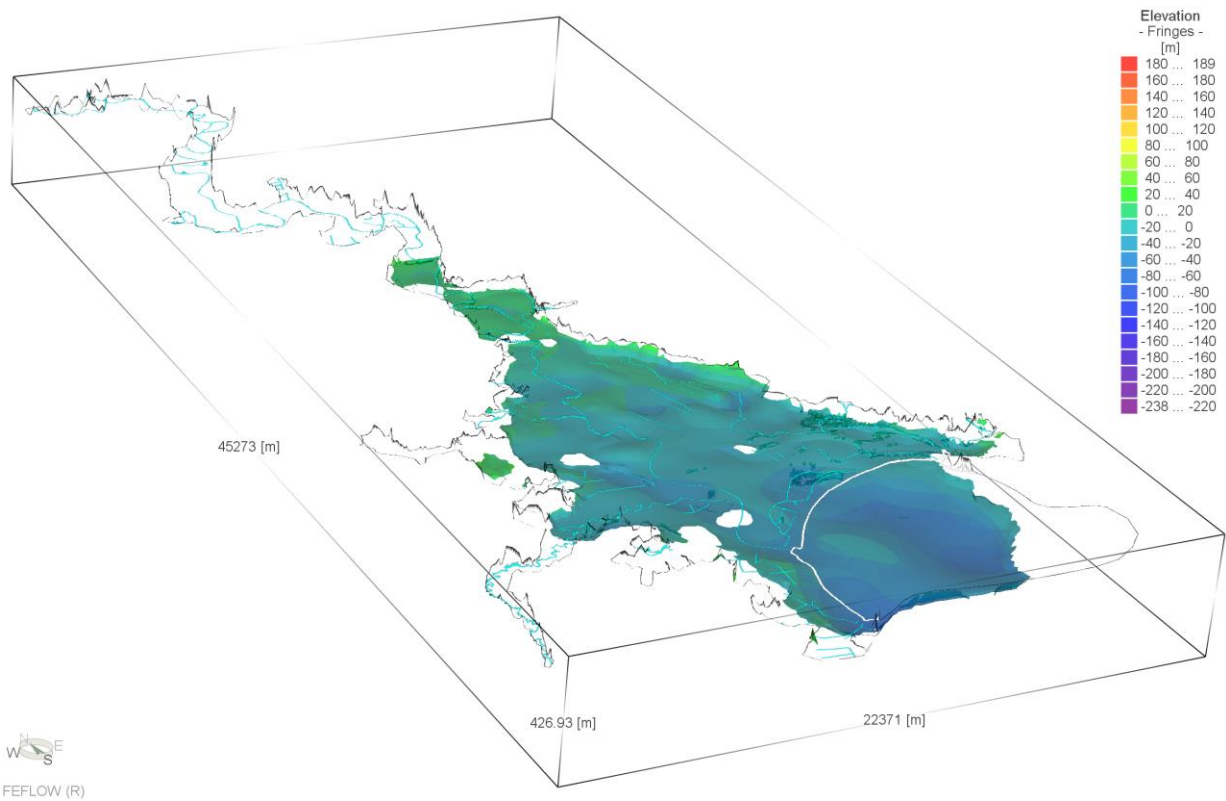 Elevation
- Fringes -
[m]
180 ... 189
160 ... 180
140 ... 160
120 ... 140
100 ... 120
80 ... 100
60 ... 80
40 ... 60
20 ... 40
0 ... 20
-20 ... 0
-40 ... -20
-60 ... -40
-80 ... -60
-100 ... -80
-120 ... -100
-140 ... -120
-160 ... -140
-180 ... -160
-200 ... -180
-220 ... -200
-238 ... -220
45273 [m]
426.93 [m]
22371 [m]
N
W E
S
FEFLOW (R)